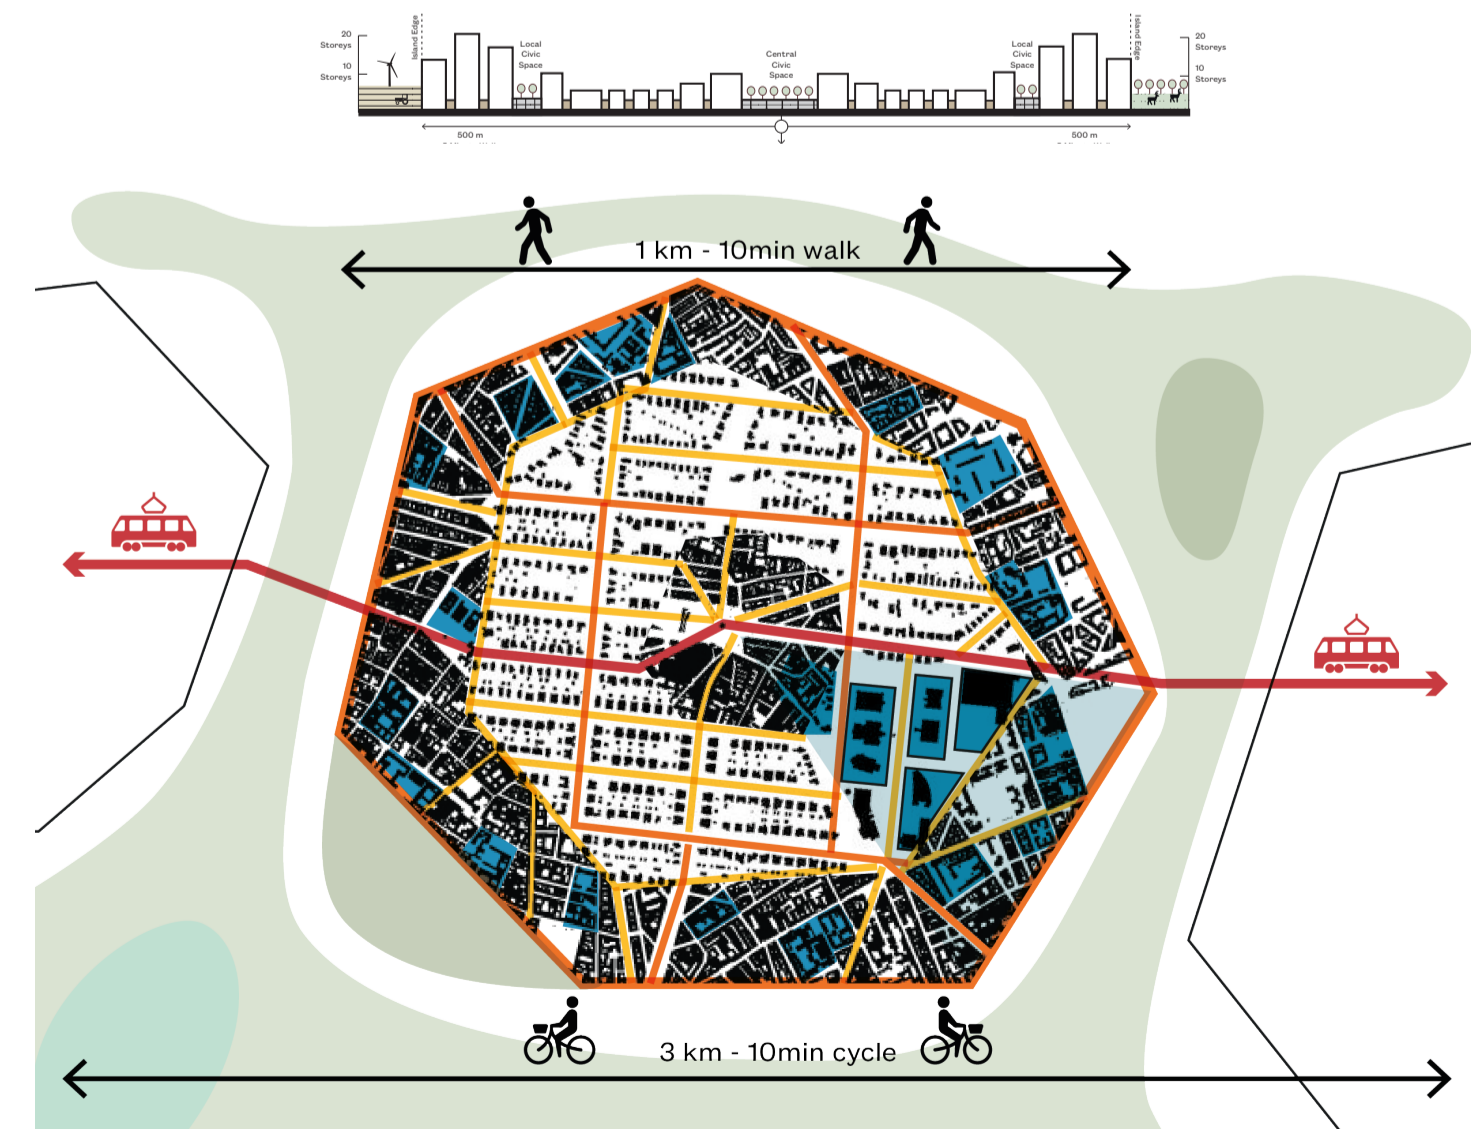 20
Storeys
10
Storeys
Island Edge
Local
Civic
Space
Central
Civic
Space
Local
Civic
Space
Island Edge
20
Storeys
10
Storeys
500 m
500 m
1 km - 10min walk
3 km - 10min cycle